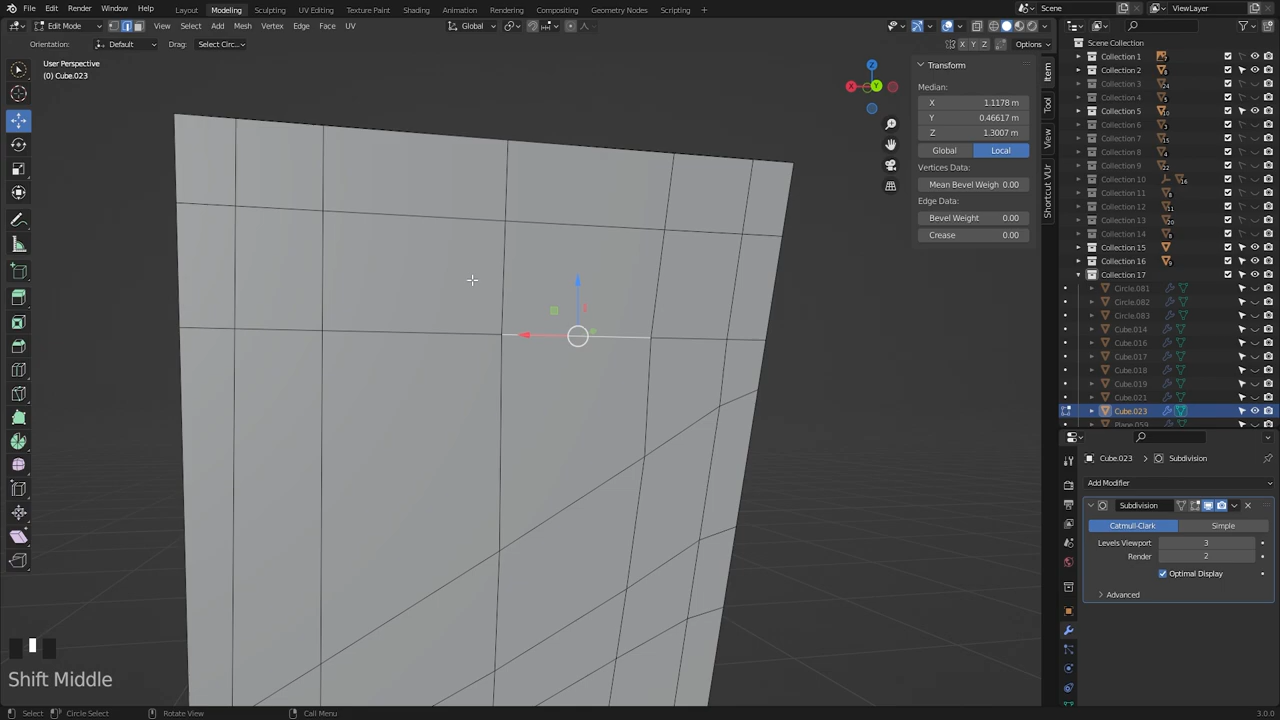 File Edit Render Window Help Layout Modeling Sculpting UV Editing Texture Paint Shading Animation Rendering Compositing Geometry Nodes Scripting Scene ViewLayer
Edit Mode View Select Add Mesh Vertex Edge Face UV Global
Orientation: Default Drag: Select Circ... X Y Z Options
User Perspective
(0) Cube.023
Z
X
Y
Transform
Median:
X 1.1178 m
Y 0.46617 m
Z 1.3007 m
Global Local
Vertices Data:
Mean Bevel Weigh 0.00
Edge Data:
Bevel Weight 0.00
Crease 0.00
Item
Tool
View
Shortcut VUr
Scene Collection
Collection 1
Collection 2
Collection 3
Collection 4
Collection 5
Collection 6
Collection 7
Collection 8
Collection 9
Collection 10
Collection 11
Collection 12
Collection 13
Collection 14
Collection 15
Collection 16
Collection 17
Circle.081
Circle.082
Circle.083
Cube.014
Cube.016
Cube.017
Cube.018
Cube.019
Cube.021
Cube.023
Plane.059
Cube.023 Subdivision
Add Modifier
Subdivision
Catmull-Clark Simple
Levels Viewport 3
Render 2
Optimal Display
Advanced
Shift Middle
Select Circle Select Rotate View Call Menu 3.0.0